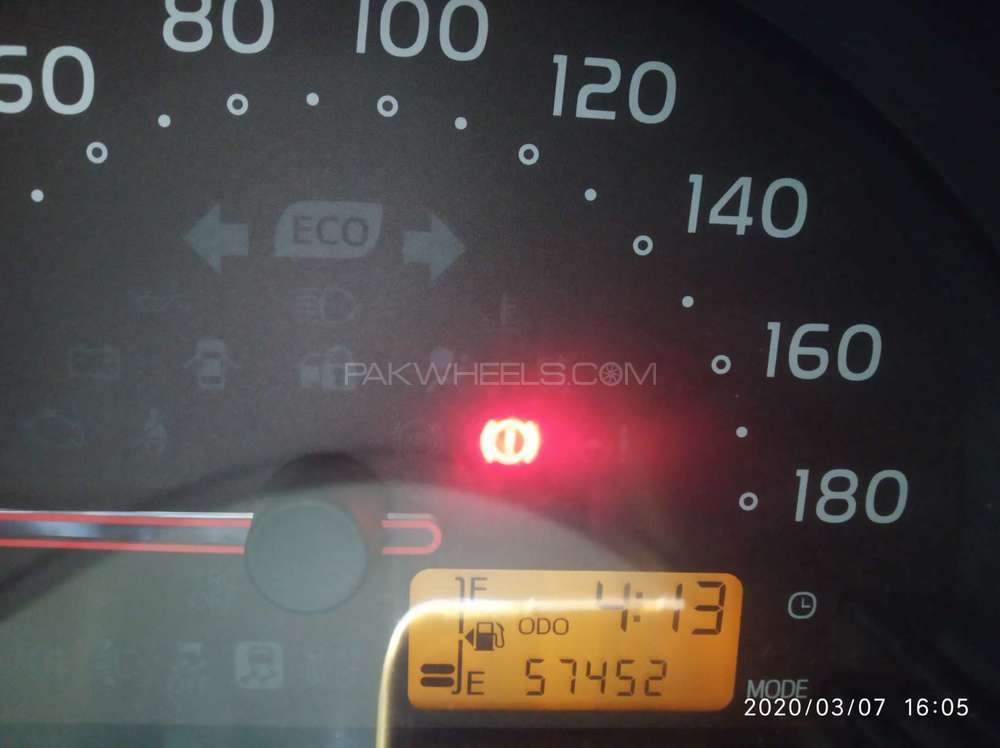 60
80
100
120
140
160
180
ECO
PAKWHEELS.COM
F
4:13
ODO
E
57452
MODE
2020/03/07 16:05